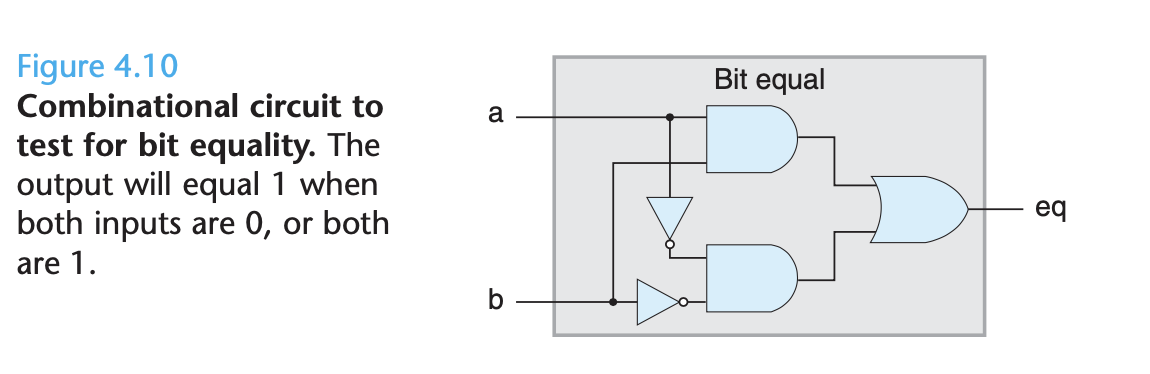 Figure 4.10
Combinational circuit to
test for bit equality. The
output will equal 1 when
both inputs are 0, or both
are 1.
Bit equal
a
b
eq